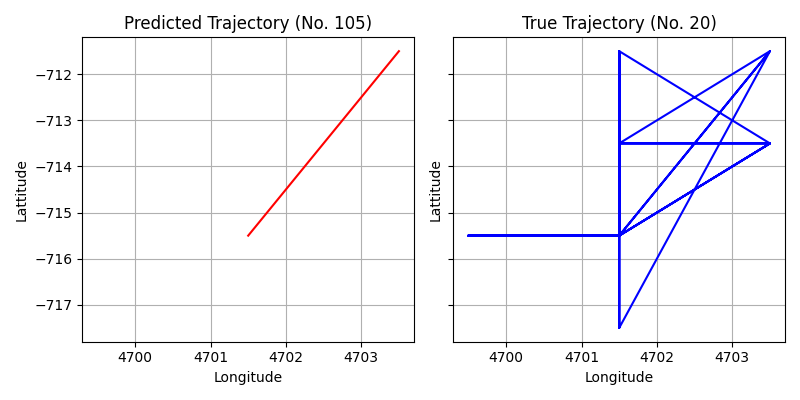 Predicted Trajectory (No. 105)
−712
−713
−714
−715
−716
−717
Lattitude
4700 4701 4702 4703
Longitude
True Trajectory (No. 20)
Lattitude
4700 4701 4702 4703
Longitude